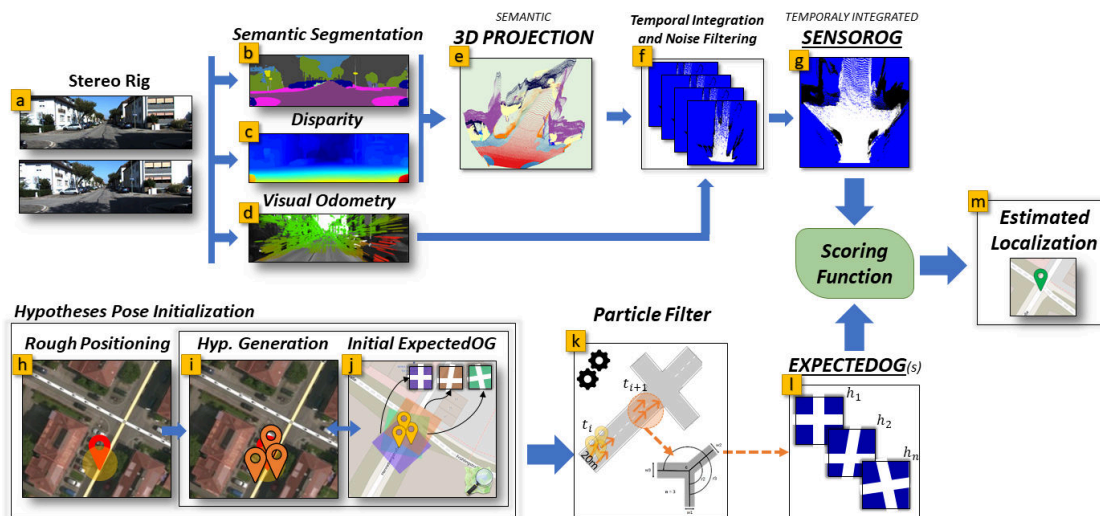 Stereo Rig
a
Semantic Segmentation
b
Disparity
c
Visual Odometry
d
SEMANTIC
3D PROJECTION
e
Temporal Integration
and Noise Filtering
f
TEMPORALY INTEGRATED
SENSOROG
g
Scoring
Function
m
Estimated
Localization
Hypotheses Pose Initialization
Rough Positioning
h
Hyp. Generation
i
Initial ExpectedOG
j
Particle Filter
k
t_i+1
t_i
20m
EXPECTEDOG(s)
l
h_1
h_2
h_n